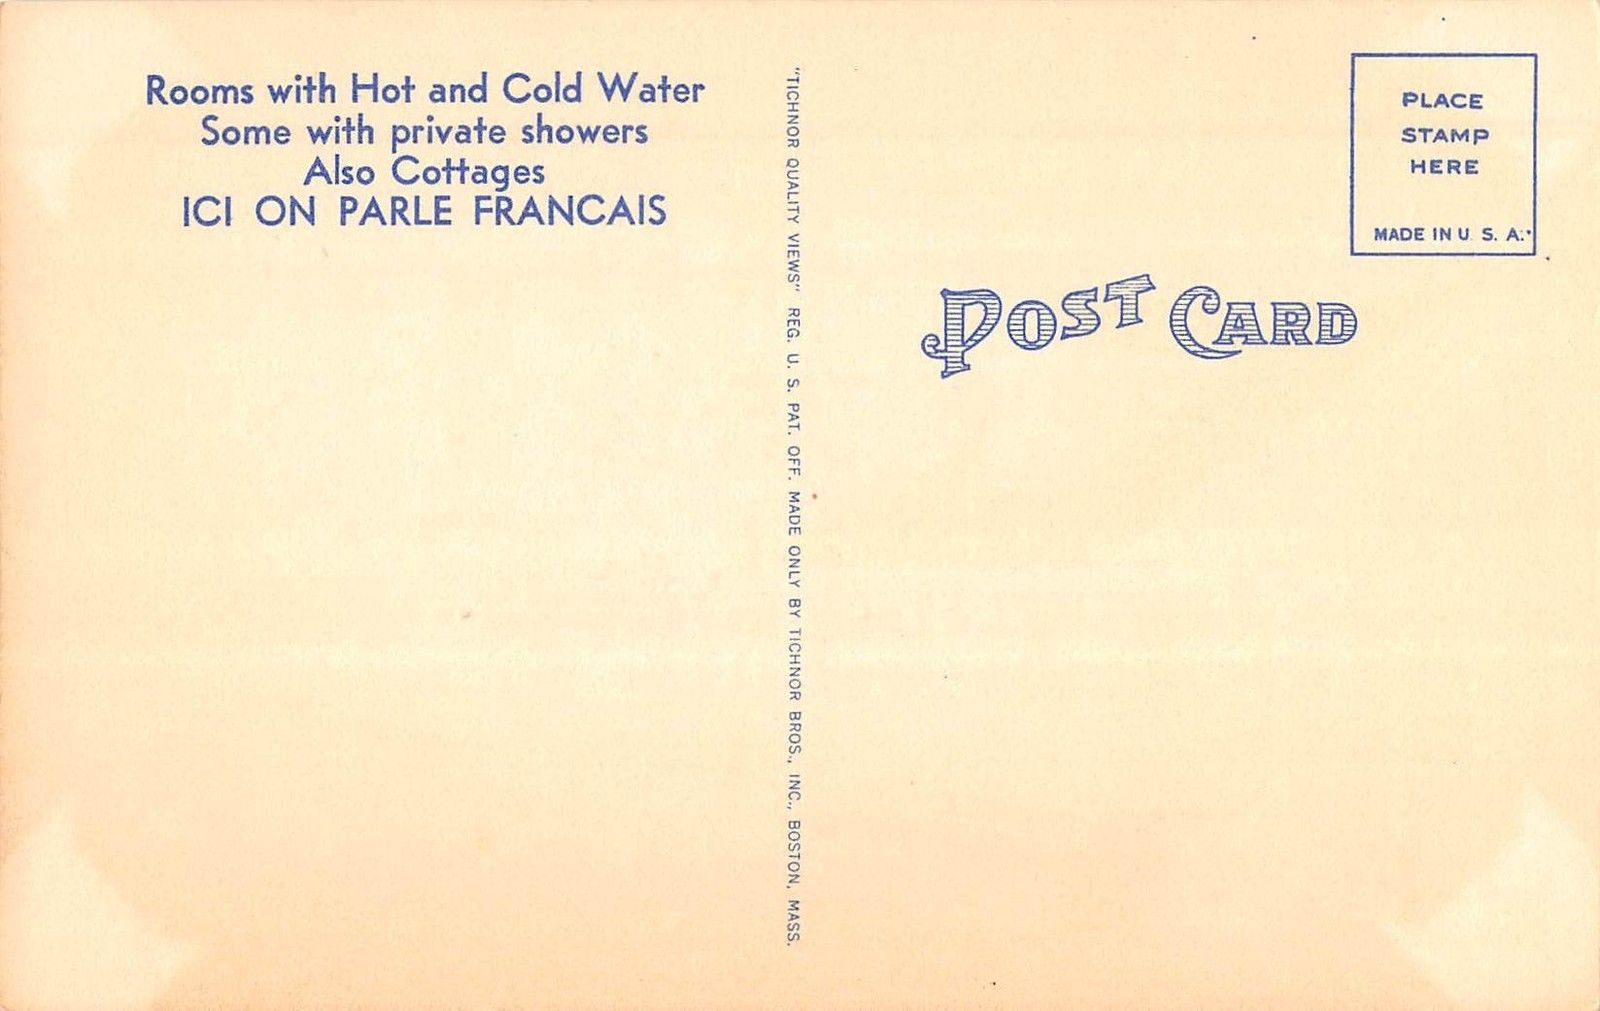 Rooms with Hot and Cold Water
Some with private showers
Also Cottages
ICI ON PARLE FRANCAIS
"TICHNOR QUALITY VIEWS" REG. U. S. PAT. OFF. MADE ONLY BY TICHNOR BROS., INC., BOSTON, MASS.
PLACE
STAMP
HERE
MADE IN U. S. A.
POST CARD